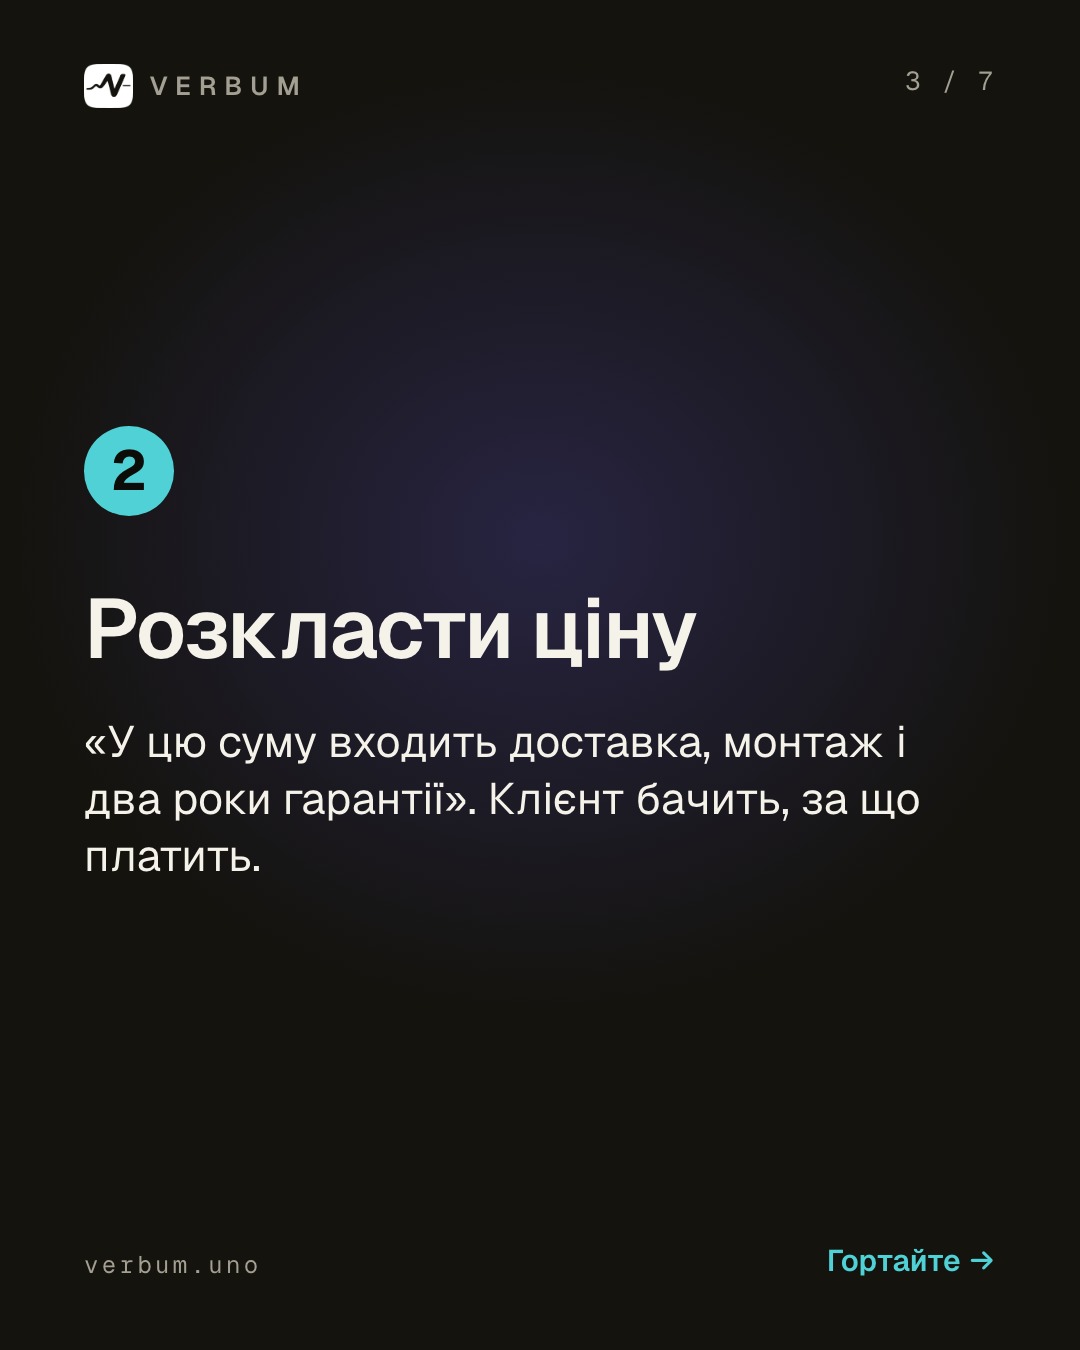 VERBUM
3 / 7
2
Розкласти ціну
«У цю суму входить доставка, монтаж і
два роки гарантії». Клієнт бачить, за що
платить.
verbum.uno
Гортайте →